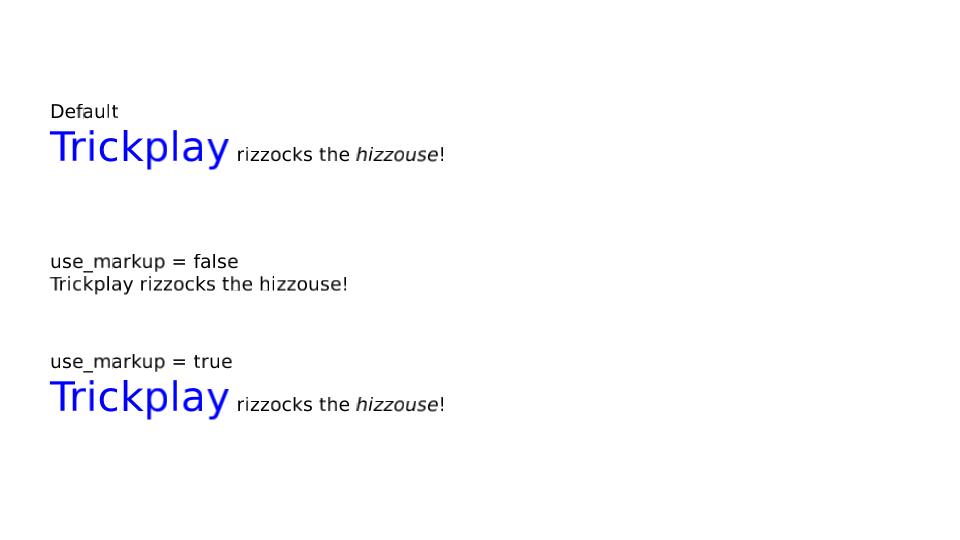 Default
Trickplay rizzocks the hizzouse!
use_markup = false
Trickplay rizzocks the hizzouse!
use_markup = true
Trickplay rizzocks the hizzouse!